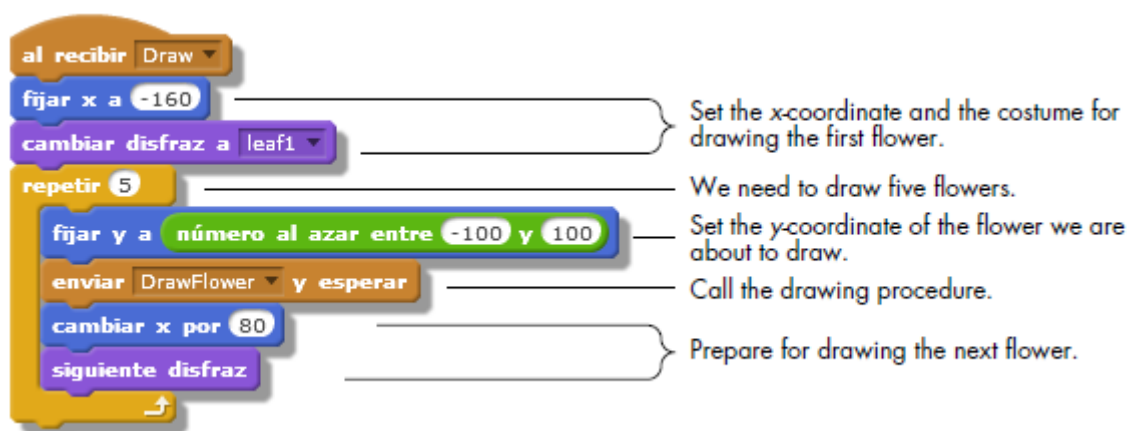 al recibir Draw
fijar x a -160
Set the x-coordinate and the costume for
drawing the first flower.
cambiar disfraz a leaf1
repetir 5
We need to draw five flowers.
fijar y a número al azar entre -100 y 100
Set the y-coordinate of the flower we are
about to draw.
enviar DrawFlower y esperar
Call the drawing procedure.
cambiar x por 80
Prepare for drawing the next flower.
siguiente disfraz